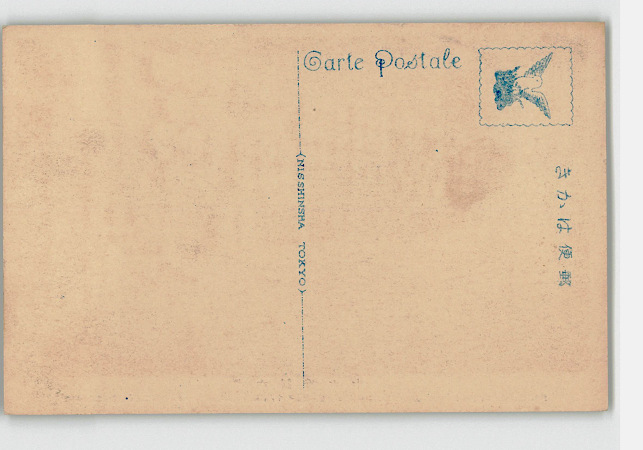 Carte Postale
(NISSHINSHA TOKYO)
郵便はかき